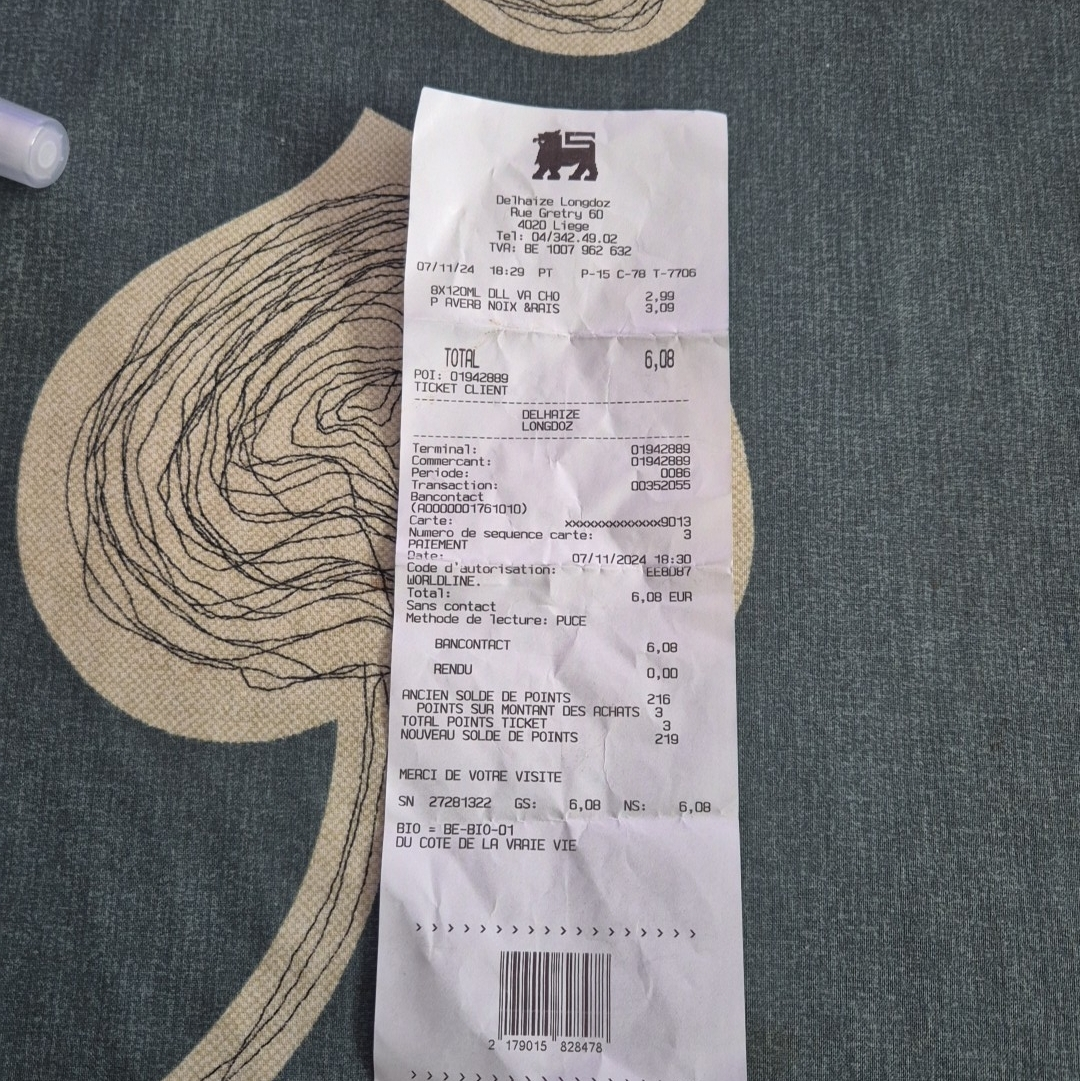 Delhaize Longdoz
Rue Gretry 60
4020 Liege
Tel: 04/342.49.02
TVA: BE 1007 962 632
07/11/24 18:29 PT P-15 C-78 T-7706
8X120ML DLL VA CHO 2,99
P AVERB NOIX &RAIS 3,09
TOTAL 6,08
POI: 01942889
TICKET CLIENT
--------------------------------
DELHAIZE
LONGDOZ
--------------------------------
Terminal: 01942889
Commercant: 01942889
Periode: 0086
Transaction: 00352055
Bancontact
(A0000001761010)
Carte: xxxxxxxxxxxxx9013
Numero de sequence carte: 3
PAIEMENT
Date: 07/11/2024 18:30
Code d'autorisation: EE8D87
WORLDLINE.
Total: 6,08 EUR
Sans contact
Methode de lecture: PUCE
BANCONTACT 6,08
RENDU 0,00
ANCIEN SOLDE DE POINTS 216
POINTS SUR MONTANT DES ACHATS 3
TOTAL POINTS TICKET 3
NOUVEAU SOLDE DE POINTS 219
MERCI DE VOTRE VISITE
SN 27281322 GS: 6,08 NS: 6,08
BIO = BE-BIO-01
DU COTE DE LA VRAIE VIE
> > > > > > > > > > > > > > > > > >
2 179015 828478
> > > > > > > > > > > > > > > > > >